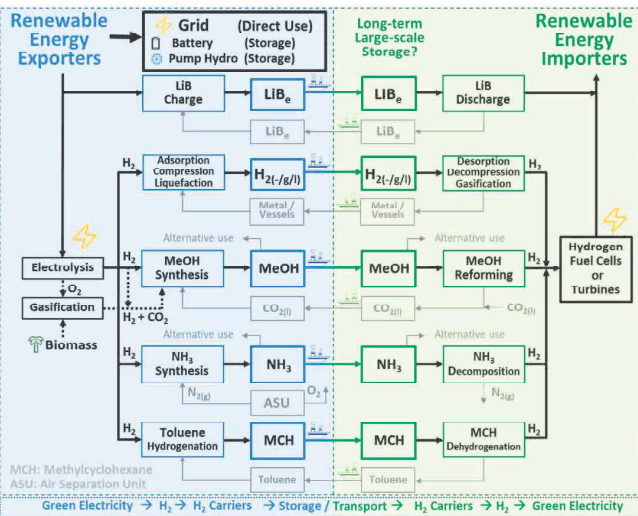 Renewable
Energy
Exporters
Grid (Direct Use)
Battery (Storage)
Pump Hydro (Storage)
Long-term
Large-scale
Storage?
Renewable
Energy
Importers
LiB
Charge
LiBe
LIBe
LiB
Discharge
LiBe
LiBe
H2
Adsorption
Compression
Liquefaction
H2(-/g/l)
H2(-/g/l)
Desorption
Decompression
Gasification
H2
Metal /
Vessels
Metal /
Vessels
Alternative use
Alternative use
Electrolysis
H2
MeOH
Synthesis
MeOH
MeOH
MeOH
Reforming
H2
Hydrogen
Fuel Cells
or
Turbines
O2
Gasification
H2 + CO2
CO2(l)
CO2(l)
CO2(l)
Biomass
Alternative use
Alternative use
H2
NH3
Synthesis
NH3
NH3
NH3
Decomposition
H2
N2(g)
ASU
O2
N2(g)
H2
Toluene
Hydrogenation
MCH
MCH
MCH
Dehydrogenation
H2
MCH: Methylcyclohexane
ASU: Air Separation Unit
Toluene
Toluene
Green Electricity → H2 → H2 Carriers → Storage / Transport → H2 Carriers → H2 → Green Electricity